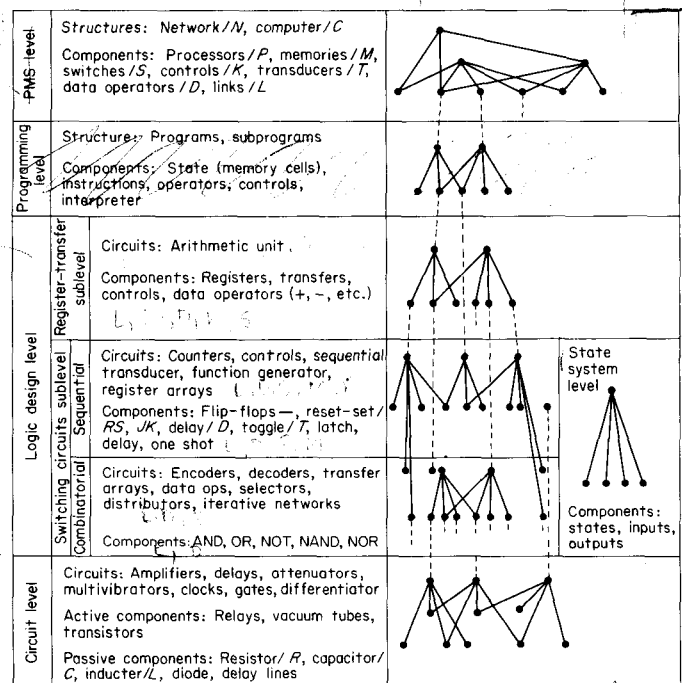 PMS level
Structures: Network/N, computer/C
Components: Processors/P, memories/M,
switches/S, controls/K, transducers/T,
data operators/D, links/L
Programming
level
Structure: Programs, subprograms
Components: State (memory cells),
instructions, operators, controls,
interpreter
Logic design level
Register-transfer
sublevel
Circuits: Arithmetic unit
Components: Registers, transfers,
controls, data operators (+, −, etc.)
Switching circuits sublevel
Sequential
Circuits: Counters, controls, sequential
transducer, function generator,
register arrays
Components: Flip-flops—, reset-set/
RS, JK, delay/D, toggle/T, latch,
delay, one shot
Combinatorial
Circuits: Encoders, decoders, transfer
arrays, data ops, selectors,
distributors, iterative networks
Components: AND, OR, NOT, NAND, NOR
State
system
level
Components:
states, inputs,
outputs
Circuit level
Circuits: Amplifiers, delays, attenuators,
multivibrators, clocks, gates, differentiator
Active components: Relays, vacuum tubes,
transistors
Passive components: Resistor/R, capacitor/
C, inducter/L, diode, delay lines